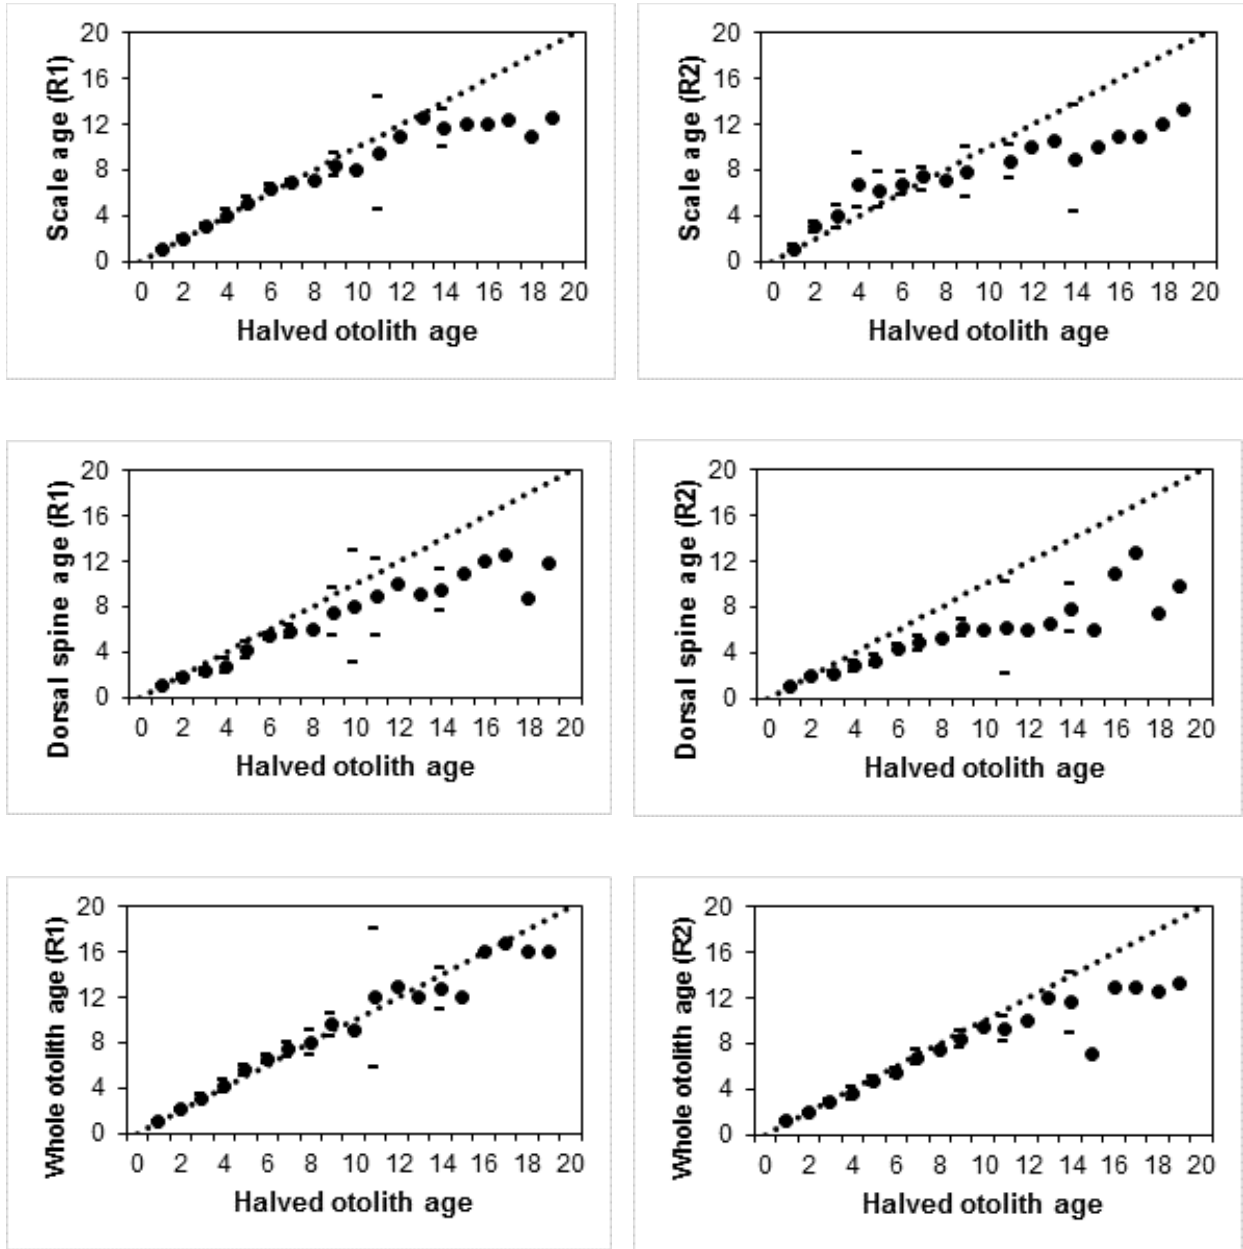 20
16
12
8
4
0
Scale age (R1)
0 2 4 6 8 10 12 14 16 18 20
Halved otolith age
20
16
12
8
4
0
Scale age (R2)
0 2 4 6 8 10 12 14 16 18 20
Halved otolith age
20
16
12
8
4
0
Dorsal spine age (R1)
0 2 4 6 8 10 12 14 16 18 20
Halved otolith age
20
16
12
8
4
0
Dorsal spine age (R2)
0 2 4 6 8 10 12 14 16 18 20
Halved otolith age
20
16
12
8
4
0
Whole otolith age (R1)
0 2 4 6 8 10 12 14 16 18 20
Halved otolith age
20
16
12
8
4
0
Whole otolith age (R2)
0 2 4 6 8 10 12 14 16 18 20
Halved otolith age